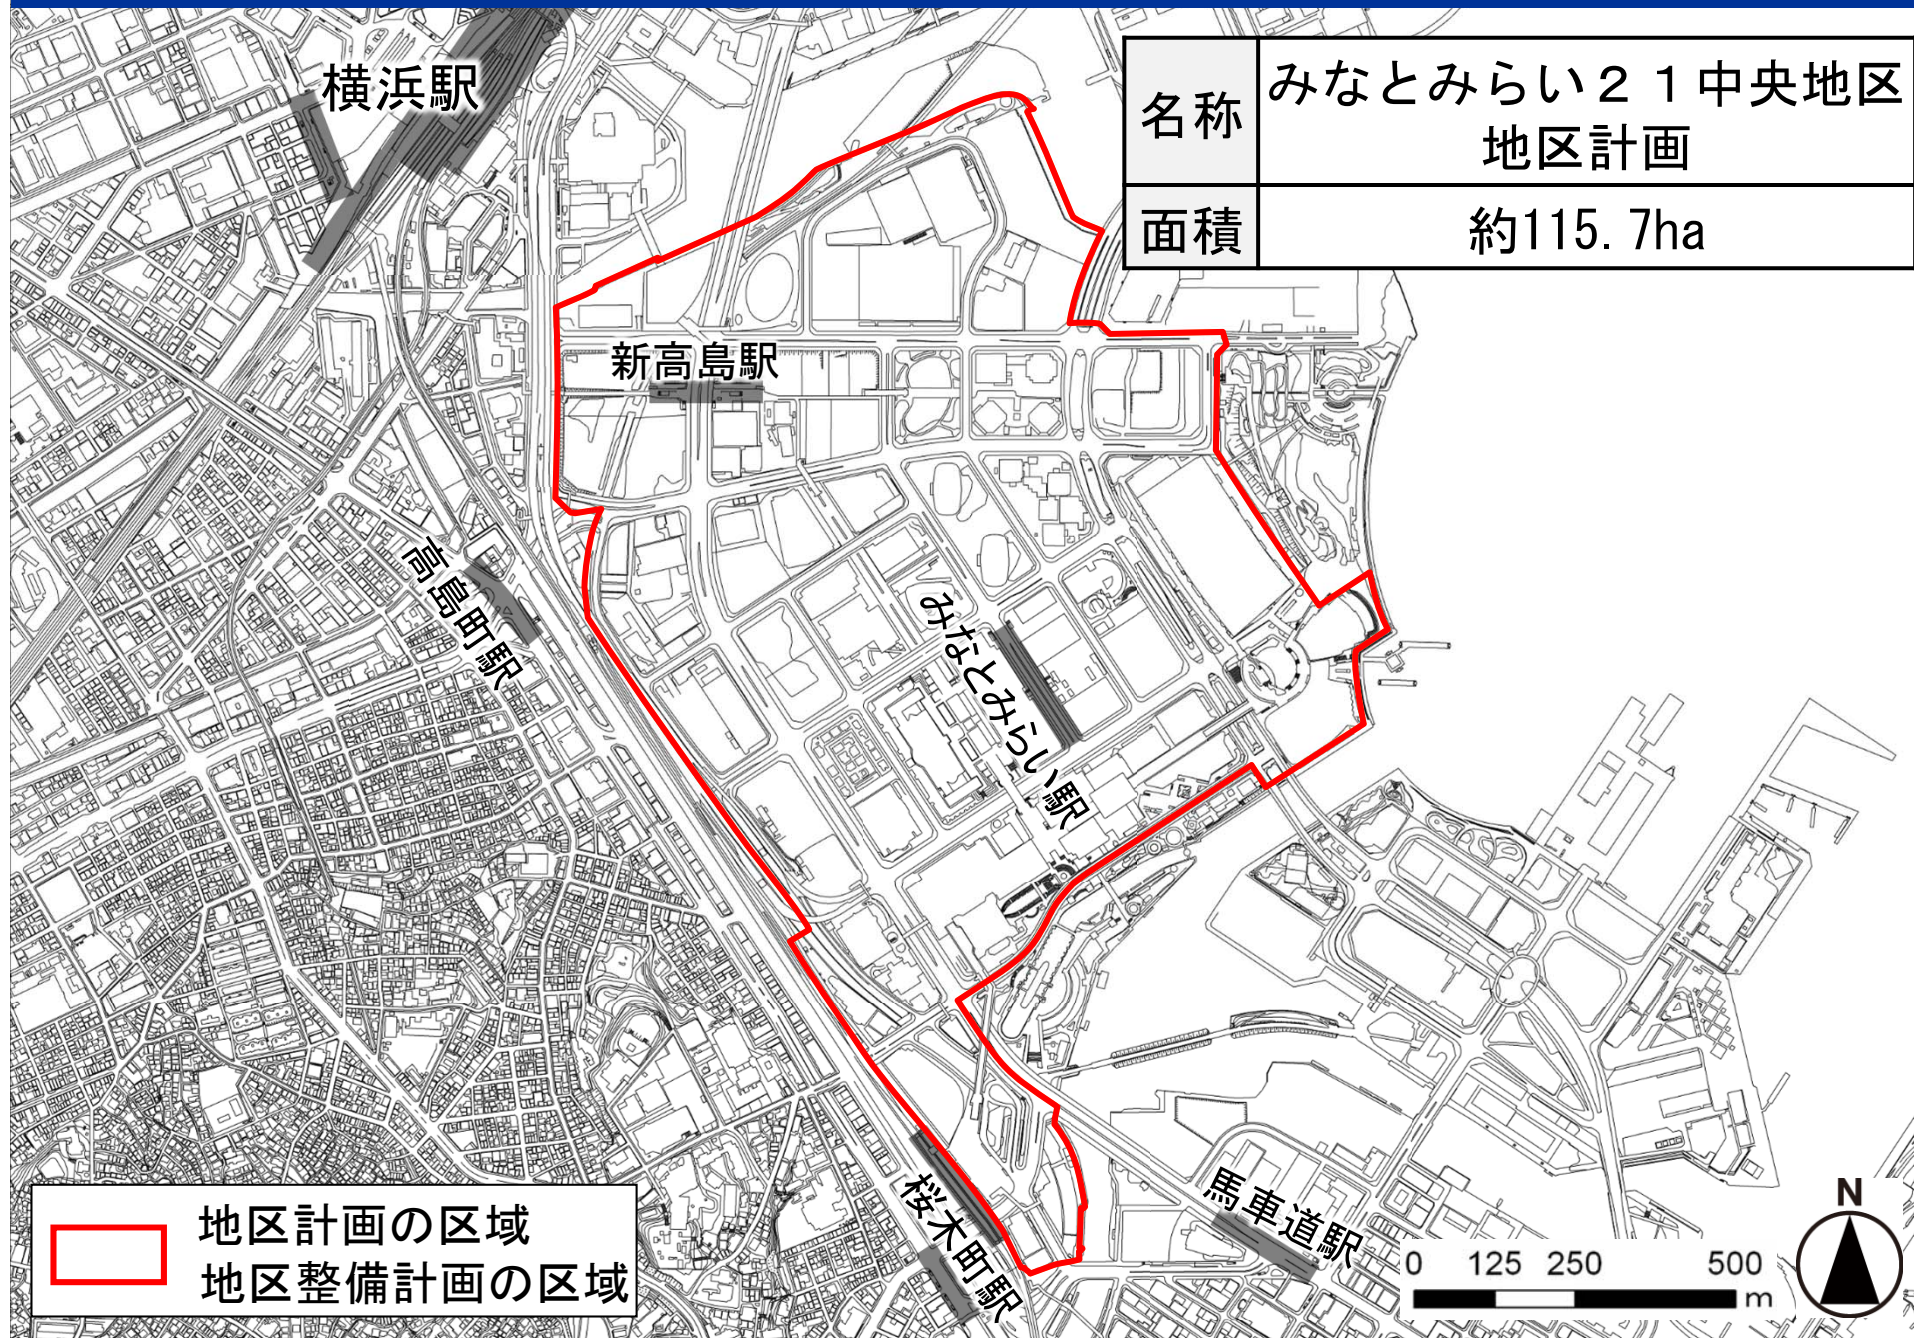 横浜駅
名称
みなとみらい２１中央地区
地区計画
面積
約115.7ha
新高島駅
高島町駅
みなとみらい駅
桜木町駅
馬車道駅
地区計画の区域
地区整備計画の区域
N
0 125 250 500
m